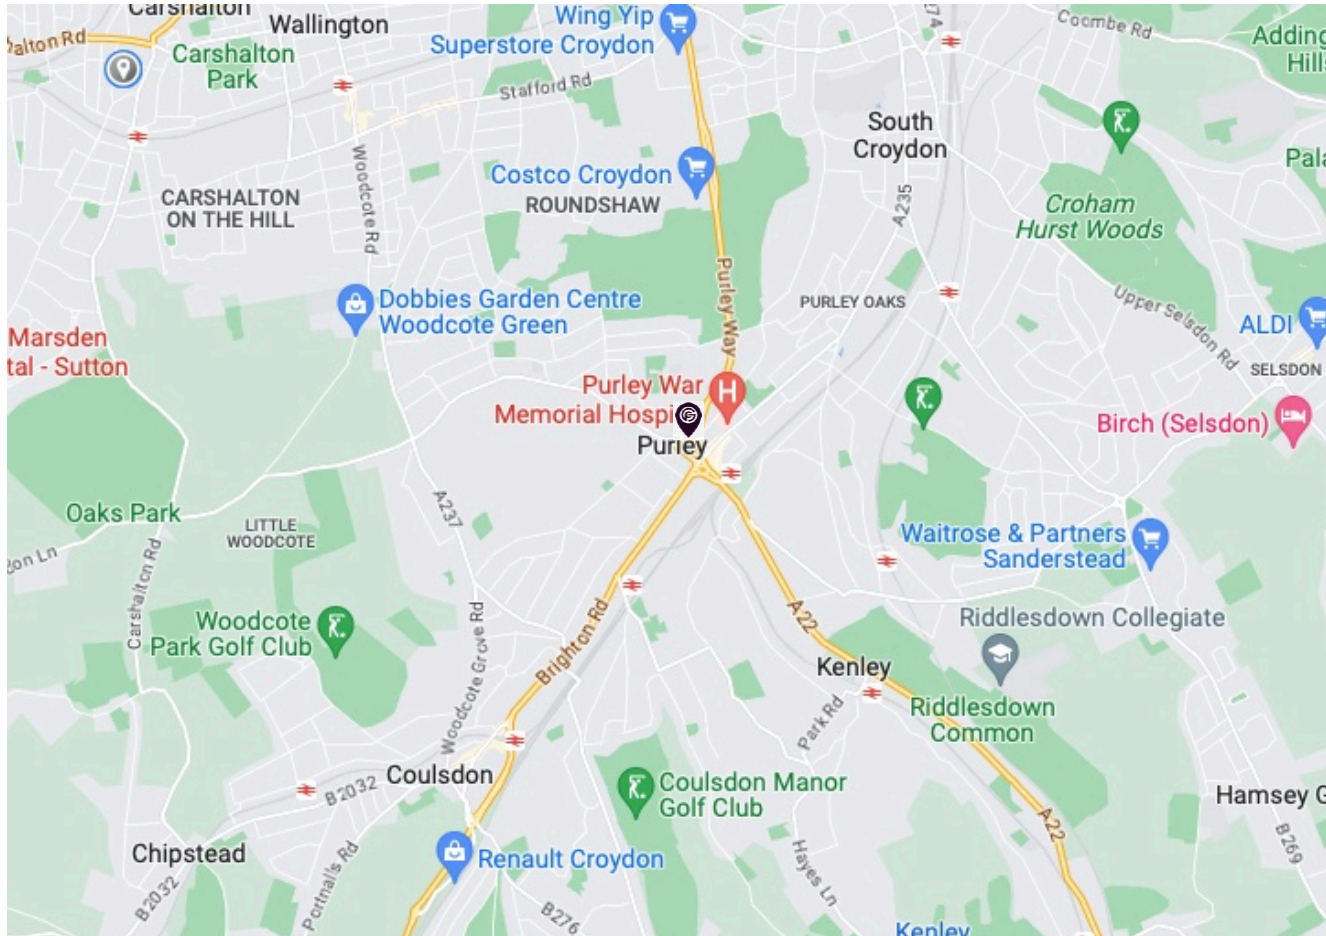 Carshalton
Wallington
Wing Yip
Superstore Croydon
Coombe Rd
Carshalton
Park
Stafford Rd
South
Croydon
Costco Croydon
ROUNDSHAW
CARSHALTON
ON THE HILL
Woodcote Rd
A235
Croham
Hurst Woods
Dobbies Garden Centre
Woodcote Green
Purley Way
PURLEY OAKS
Upper Selsdon Rd
ALDI
SELSDON
Marsden
tal - Sutton
Purley War
Memorial Hospi
H
G
Purley
Birch (Selsdon)
Oaks Park
LITTLE
WOODCOTE
A237
Waitrose & Partners
Sanderstead
Carshalton Rd
Woodcote
Park Golf Club
Woodcote Grove Rd
Brighton Rd
A22
Riddlesdown Collegiate
Kenley
Riddlesdown
Common
Park Rd
Coulsdon
B2032
Coulsdon Manor
Golf Club
Hamsey G
A22
B269
Chipstead
Renault Croydon
B2032
Portnalls Rd
Hayes Ln
B276
Kenley